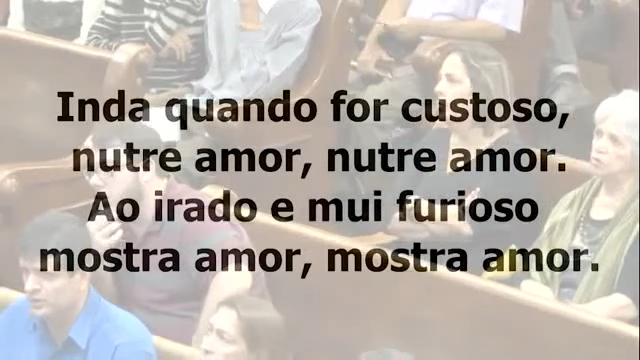 Inda quando for custoso,
nutre amor, nutre amor.
Ao irado e mui furioso
mostra amor, mostra amor.